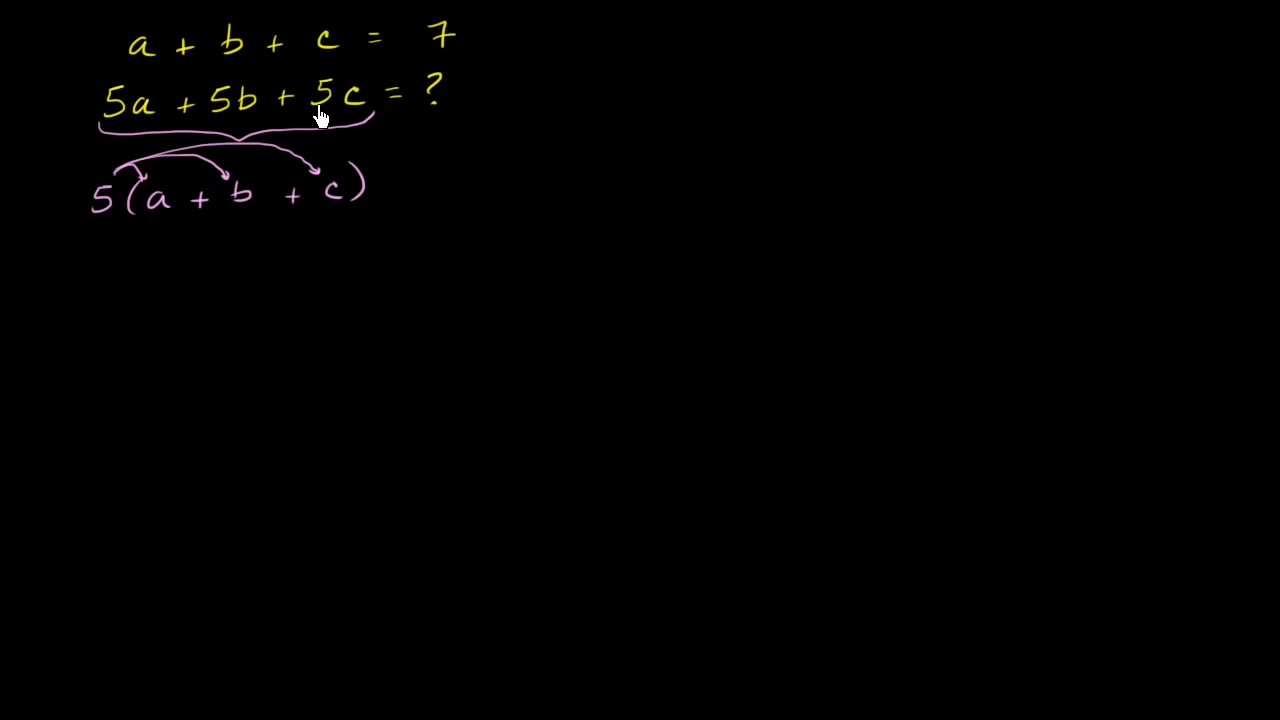 a + b + c = 7
5a + 5b + 5c = ?
5(a + b + c)